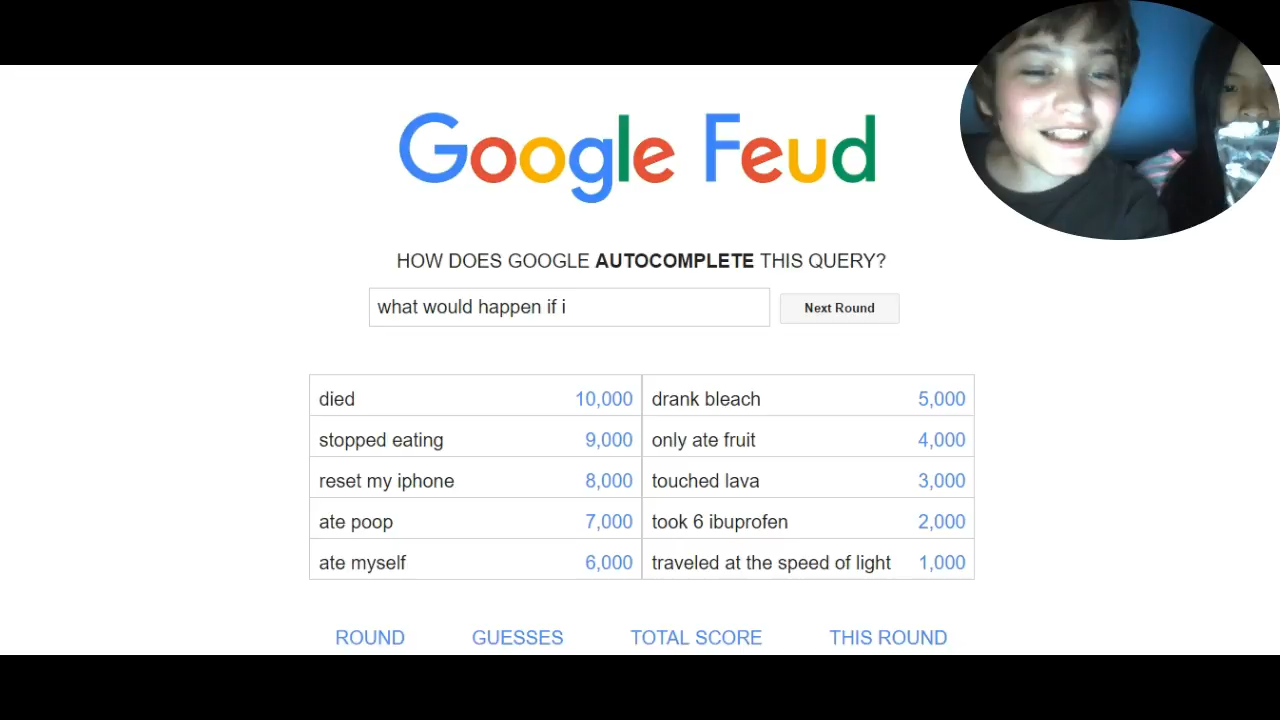 Google Feud
HOW DOES GOOGLE AUTOCOMPLETE THIS QUERY?
what would happen if i
Next Round
died 10,000 drank bleach 5,000
stopped eating 9,000 only ate fruit 4,000
reset my iphone 8,000 touched lava 3,000
ate poop 7,000 took 6 ibuprofen 2,000
ate myself 6,000 traveled at the speed of light 1,000
ROUND GUESSES TOTAL SCORE THIS ROUND